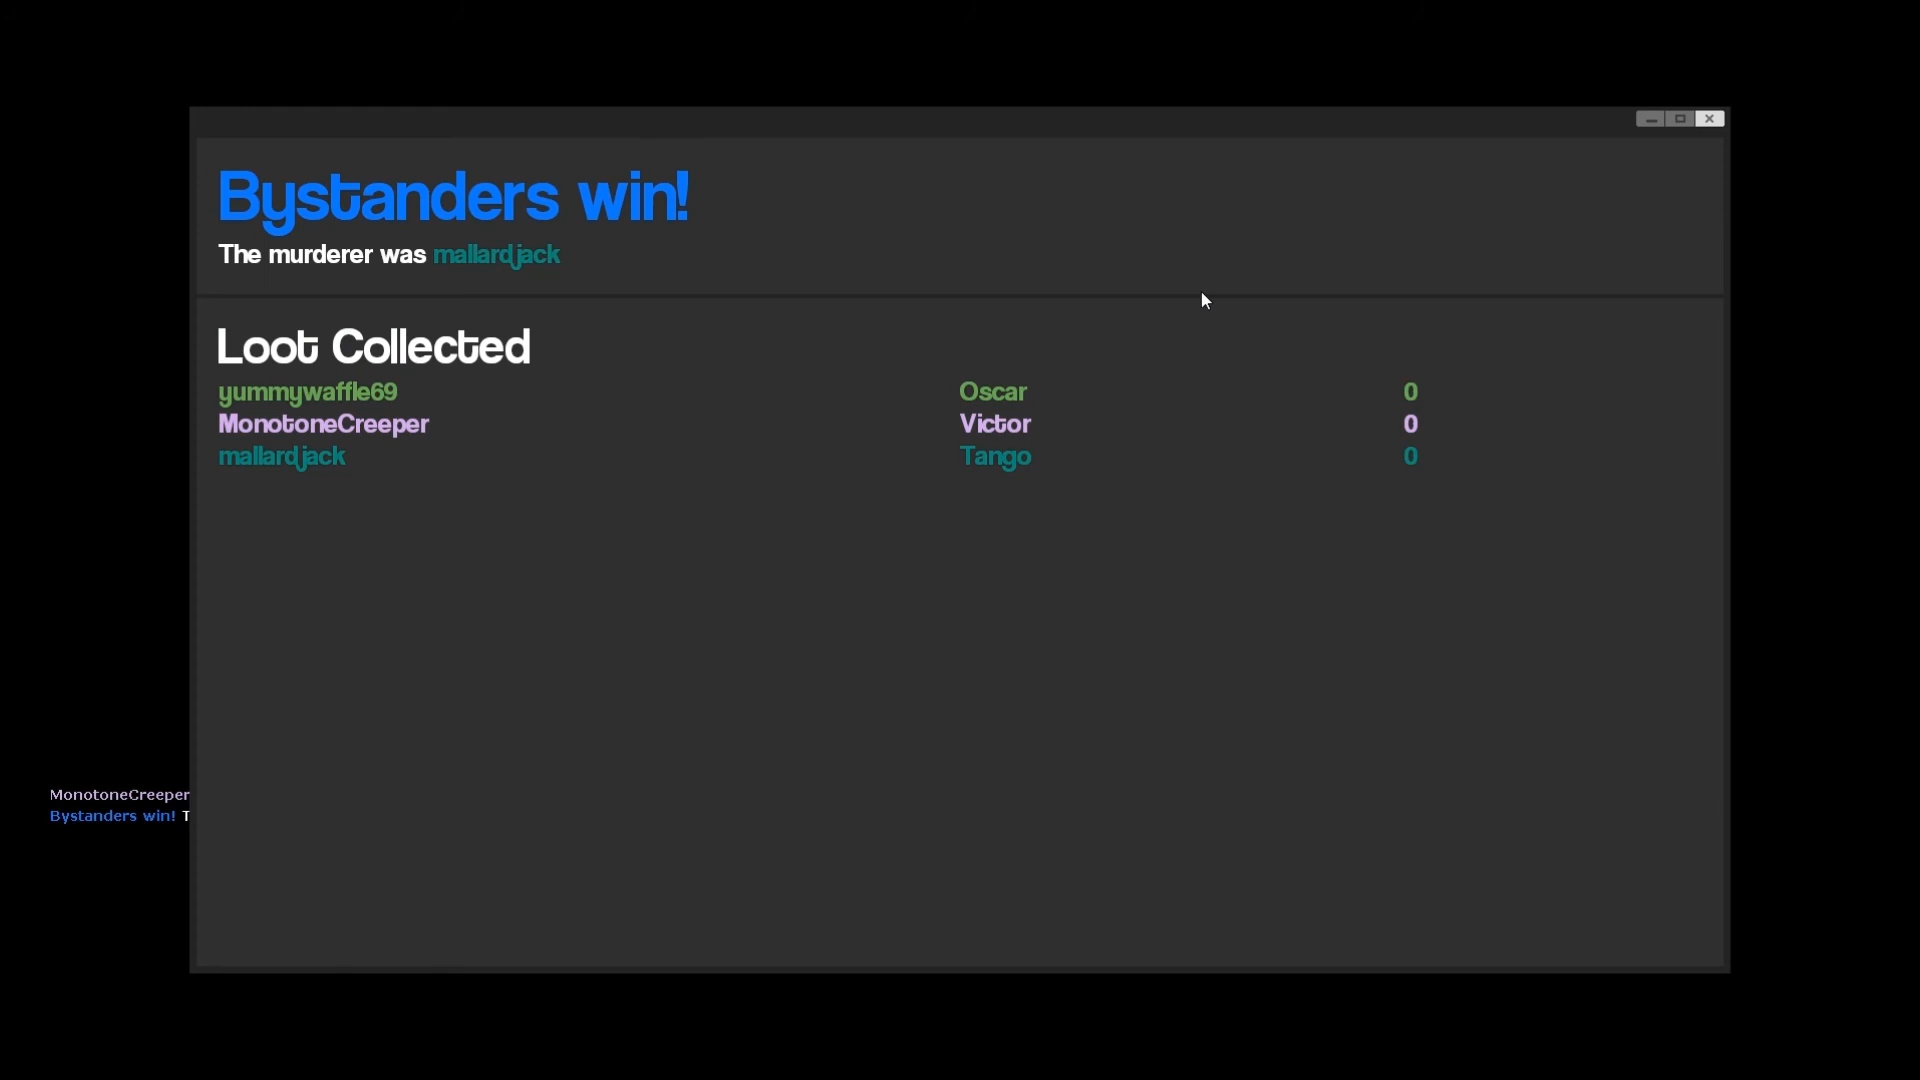 Bystanders win!
The murderer was mallardjack
Loot Collected
yummywaffle69 Oscar 0
MonotoneCreeper Victor 0
mallardjack Tango 0
MonotoneCreeper
Bystanders win! T